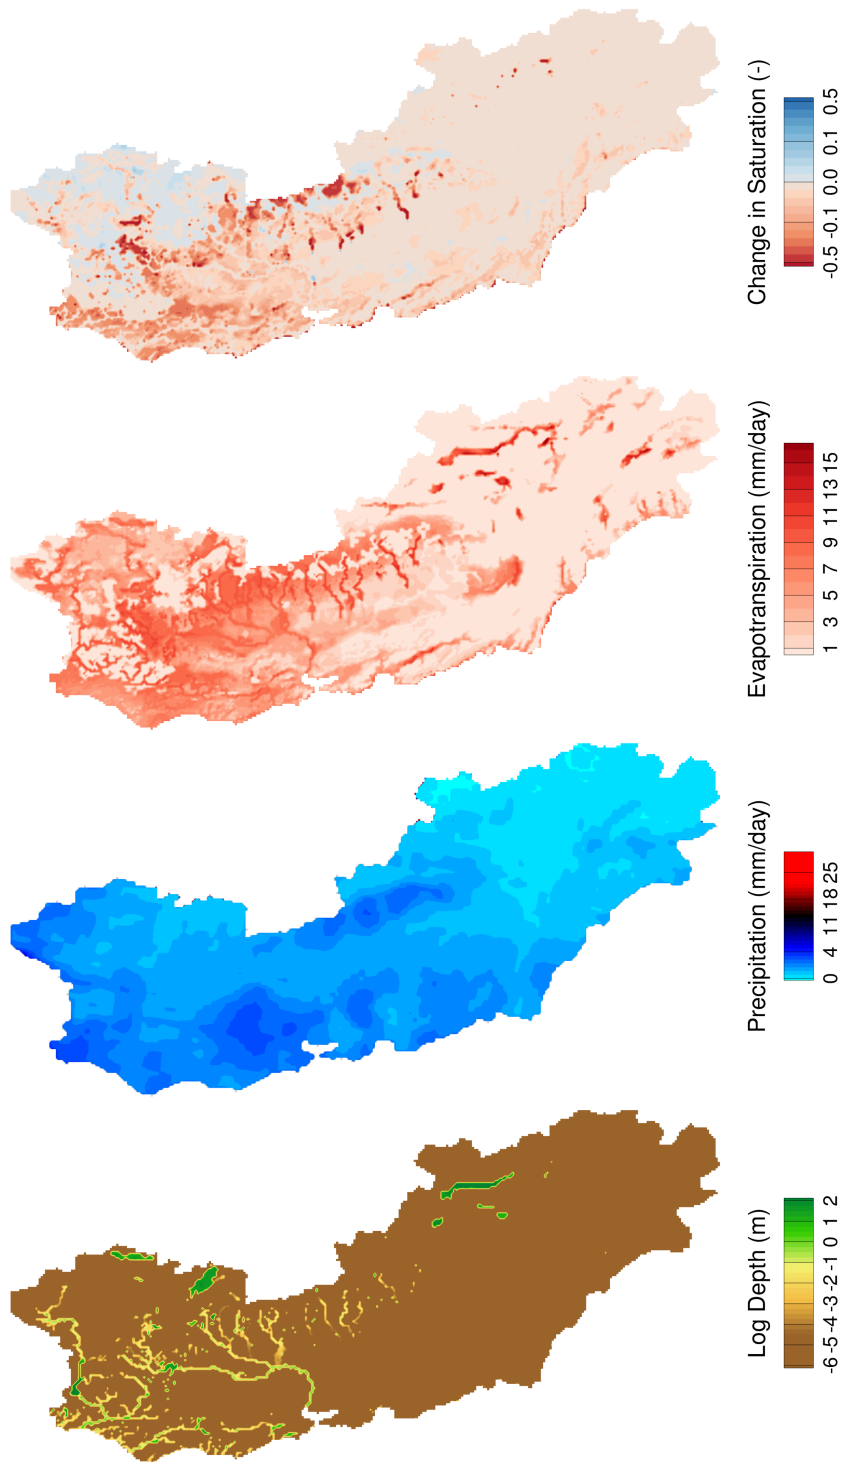 Change in Saturation (-)
-0.5 -0.1 0.0 0.1 0.5
Evapotranspiration (mm/day)
1 3 5 7 9 11 13 15
Precipitation (mm/day)
0 4 11 18 25
Log Depth (m)
-6 -5 -4 -3 -2 -1 0 1 2